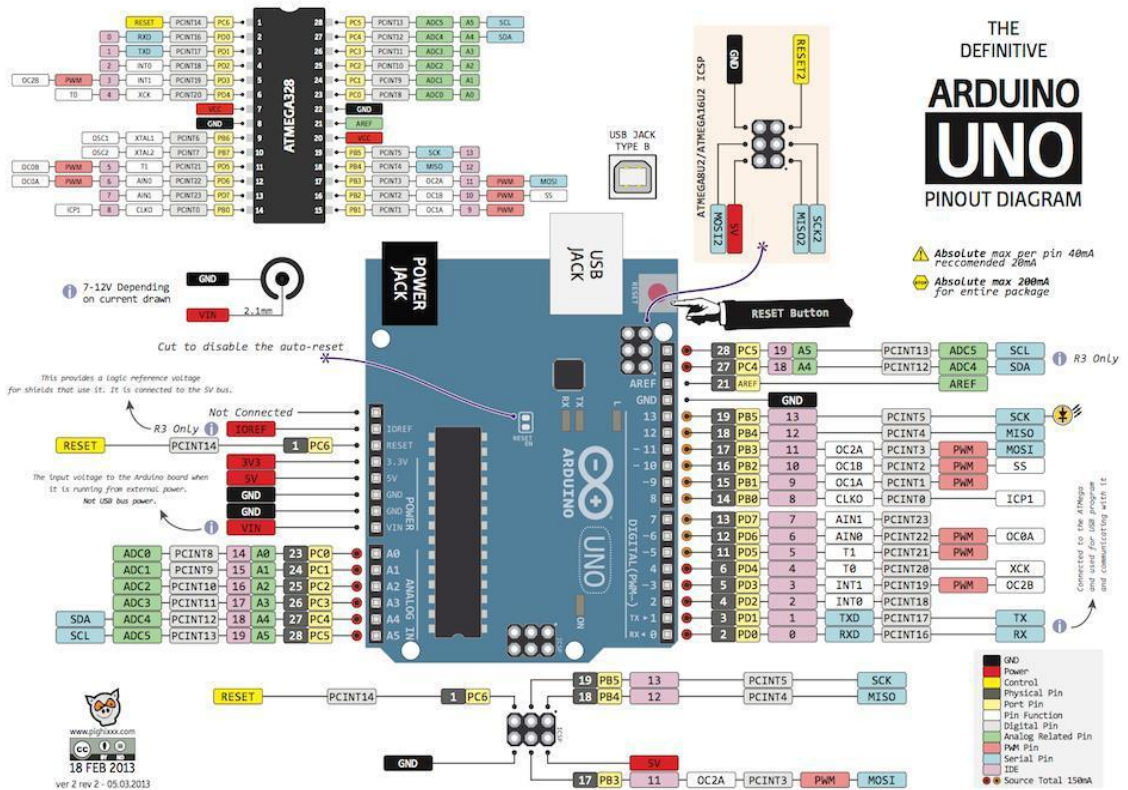 THE
DEFINITIVE
ARDUINO
UNO
PINOUT DIAGRAM
Absolute max per pin 40mA
reccomended 20mA
Absolute max 200mA
for entire package
RESET PCINT14 PC6 1
0 RXD PCINT16 PD0 2
1 TXD PCINT17 PD1 3
2 INT0 PCINT18 PD2 4
OC2B PWM 3 INT1 PCINT19 PD3 5
T0 4 XCK PCINT20 PD4 6
VCC 7
GND 8
OSC1 XTAL1 PCINT6 PB6 9
OSC2 XTAL2 PCINT7 PB7 10
OC0B PWM 5 T1 PCINT21 PD5 11
OC0A PWM 6 AIN0 PCINT22 PD6 12
7 AIN1 PCINT23 PD7 13
ICP1 8 CLKO PCINT0 PB0 14
ATMEGA328
28 PC5 PCINT13 ADC5 A5 SCL
27 PC4 PCINT12 ADC4 A4 SDA
26 PC3 PCINT11 ADC3 A3
25 PC2 PCINT10 ADC2 A2
24 PC1 PCINT9 ADC1 A1
23 PC0 PCINT8 ADC0 A0
22 GND
21 AREF
20 VCC
19 PB5 PCINT5 SCK 13
18 PB4 PCINT4 MISO 12
17 PB3 PCINT3 OC2A 11 PWM MOSI
16 PB2 PCINT2 OC1B 10 PWM SS
15 PB1 PCINT1 OC1A 9 PWM
USB JACK
TYPE B
ATMEGA8U2/ATMEGA16U2 ICSP
GND
RESET2
MOSI2
5V
MISO2
SCK2
7-12V Depending
on current drawn
GND
VIN
2.1mm
POWER
JACK
USB
JACK
RESET
RESET Button
Cut to disable the auto-reset
This provides a logic reference voltage
for shields that use it. It is connected to the 5V bus.
Not Connected
R3 Only IOREF
RESET PCINT14 1 PC6
3V3
5V
GND
GND
VIN
The input voltage to the Arduino board when
it is running from external power.
Not USB bus power.
ADC0 PCINT8 14 A0 23 PC0
ADC1 PCINT9 15 A1 24 PC1
ADC2 PCINT10 16 A2 25 PC2
ADC3 PCINT11 17 A3 26 PC3
SDA ADC4 PCINT12 18 A4 27 PC4
SCL ADC5 PCINT13 19 A5 28 PC5
IOREF
RESET
3.3V
5V
GND
GND
VIN
POWER
A0
A1
A2
A3
A4
A5
ANALOG IN
RESET
EN
RX
TX
L
ARDUINO
UNO
ON
ICSP
AREF
GND
13
12
~11
~10
~9
8
7
~6
~5
4
~3
2
TX ▸ 1
RX ◂ 0
DIGITAL(PWM~)
28 PC5 19 A5 PCINT13 ADC5 SCL
R3 Only
27 PC4 18 A4 PCINT12 ADC4 SDA
21 AREF AREF
GND
19 PB5 13 PCINT5 SCK
18 PB4 12 PCINT4 MISO
17 PB3 11 OC2A PCINT3 PWM MOSI
16 PB2 10 OC1B PCINT2 PWM SS
15 PB1 9 OC1A PCINT1 PWM
14 PB0 8 CLKO PCINT0 ICP1
13 PD7 7 AIN1 PCINT23
12 PD6 6 AIN0 PCINT22 PWM OC0A
11 PD5 5 T1 PCINT21 PWM
6 PD4 4 T0 PCINT20 XCK
5 PD3 3 INT1 PCINT19 PWM OC2B
4 PD2 2 INT0 PCINT18
3 PD1 1 TXD PCINT17 TX
2 PD0 0 RXD PCINT16 RX
Connected to the ATMega
and used for USB program
and communicating with it
RESET PCINT14 1 PC6
19 PB5 13 PCINT5 SCK
18 PB4 12 PCINT4 MISO
ICSP
GND
5V
17 PB3 11 OC2A PCINT3 PWM MOSI
GND
Power
Control
Physical Pin
Port Pin
Pin Function
Digital Pin
Analog Related Pin
PWM Pin
Serial Pin
IDE
Source Total 150mA
www.pighixxx.com
cc
BY ND
18 FEB 2013
ver 2 rev 2 - 05.03.2013